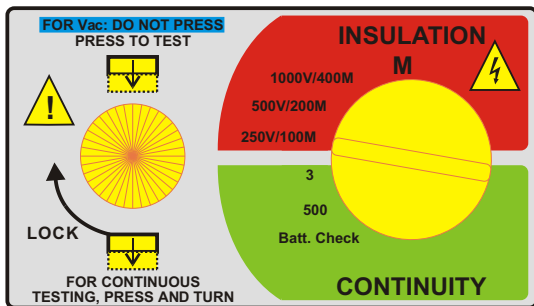 FOR Vac: DO NOT PRESS
PRESS TO TEST
!
LOCK
FOR CONTINUOUS
TESTING, PRESS AND TURN
INSULATION
M
1000V/400M
500V/200M
250V/100M
3
500
Batt. Check
CONTINUITY